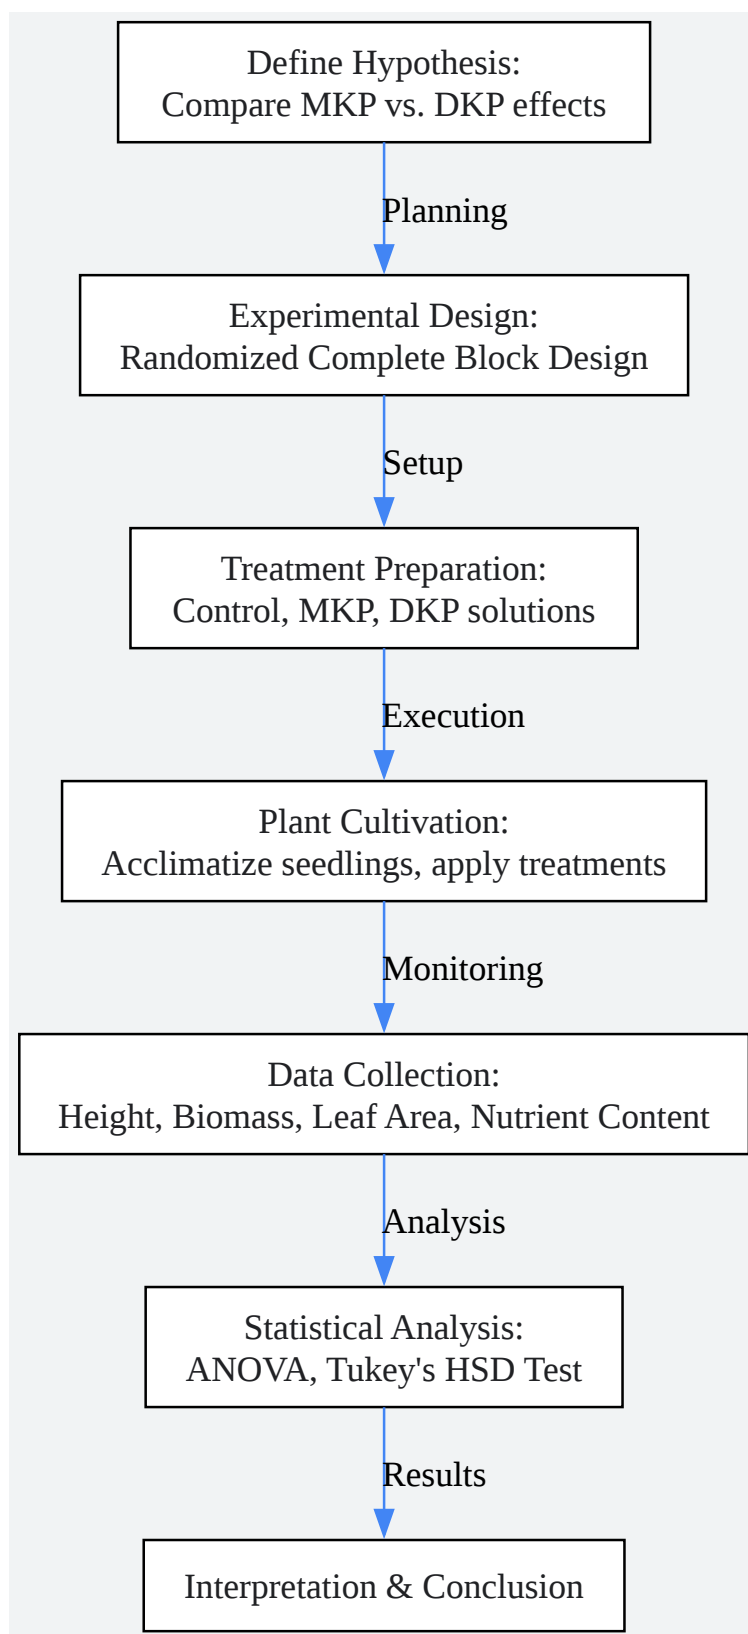 Define Hypothesis:
Compare MKP vs. DKP effects
Planning
Experimental Design:
Randomized Complete Block Design
Setup
Treatment Preparation:
Control, MKP, DKP solutions
Execution
Plant Cultivation:
Acclimatize seedlings, apply treatments
Monitoring
Data Collection:
Height, Biomass, Leaf Area, Nutrient Content
Analysis
Statistical Analysis:
ANOVA, Tukey's HSD Test
Results
Interpretation & Conclusion